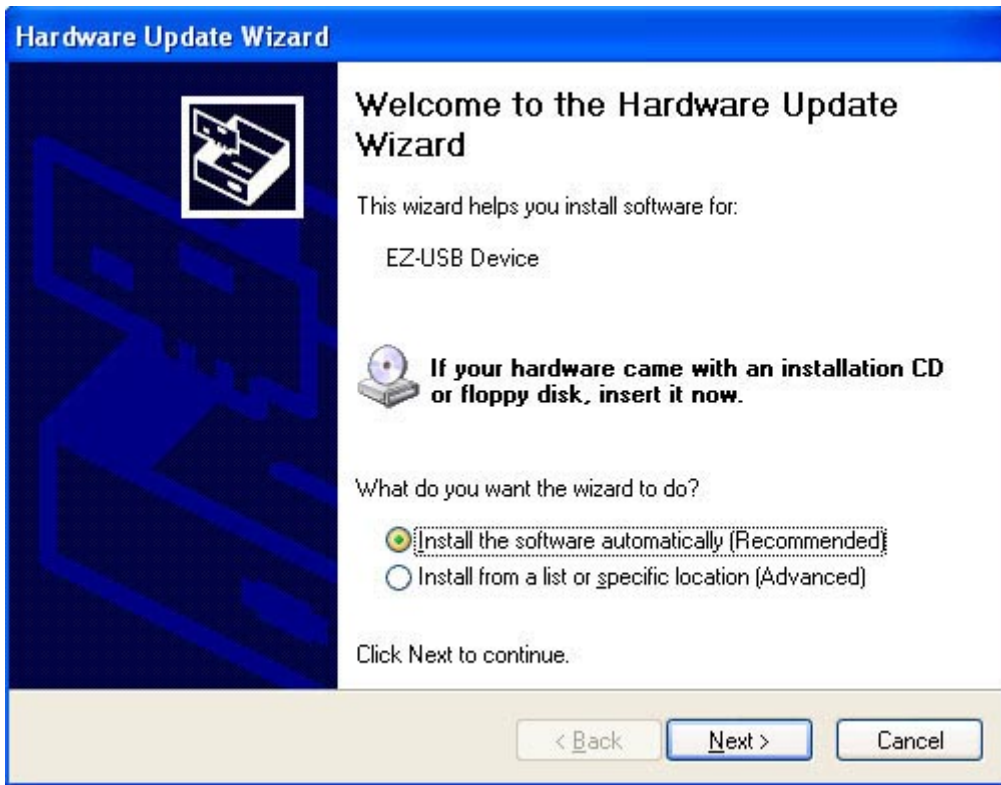 Hardware Update Wizard
Welcome to the Hardware Update
Wizard
This wizard helps you install software for:
EZ-USB Device
If your hardware came with an installation CD
or floppy disk, insert it now.
What do you want the wizard to do?
Install the software automatically (Recommended)
Install from a list or specific location (Advanced)
Click Next to continue.
< Back
Next >
Cancel